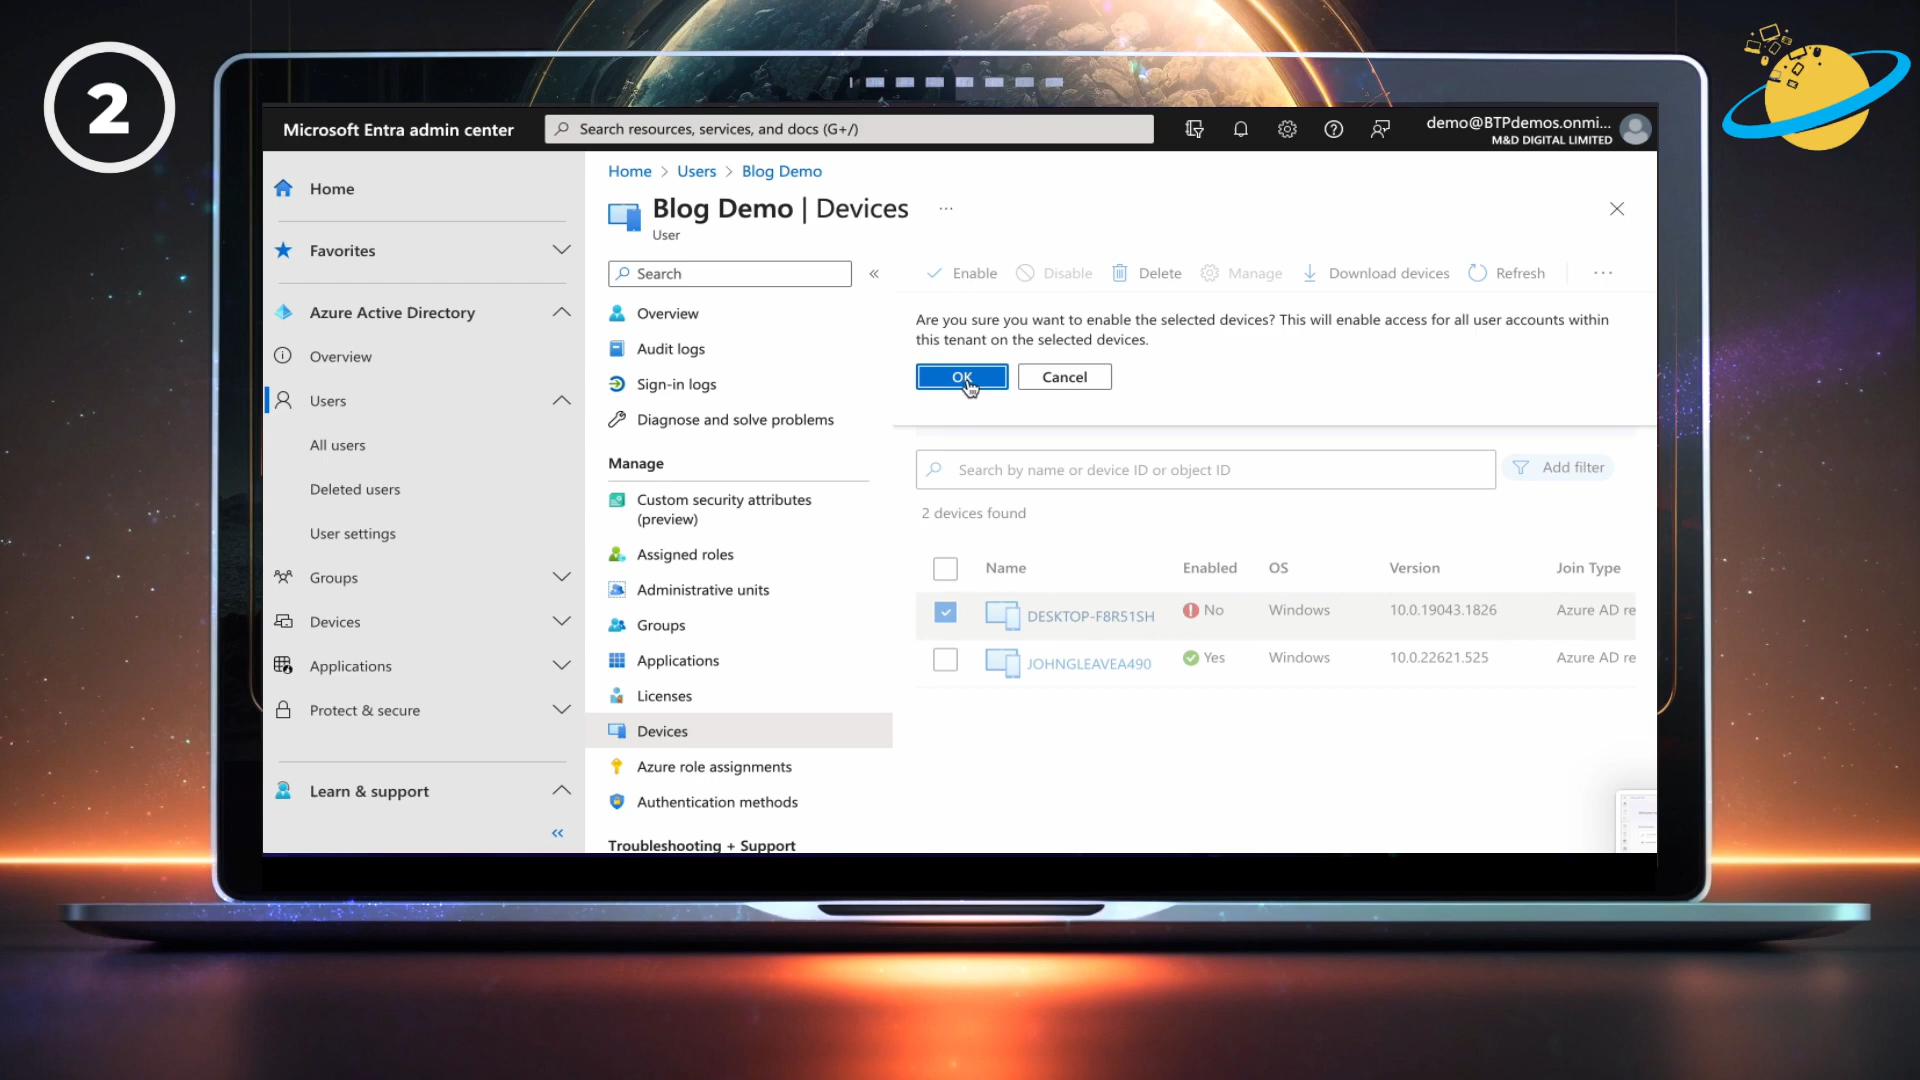 2
Microsoft Entra admin center
Search resources, services, and docs (G+/)
demo@BTPdemos.onmi...
M&D DIGITAL LIMITED
Home
Favorites
Azure Active Directory
Overview
Users
All users
Deleted users
User settings
Groups
Devices
Applications
Protect & secure
Learn & support
Home > Users > Blog Demo
Blog Demo | Devices ...
User
Search
Overview
Audit logs
Sign-in logs
Diagnose and solve problems
Manage
Custom security attributes
(preview)
Assigned roles
Administrative units
Groups
Applications
Licenses
Devices
Azure role assignments
Authentication methods
Troubleshooting + Support
Enable Disable Delete Manage Download devices Refresh ...
Are you sure you want to enable the selected devices? This will enable access for all user accounts within
this tenant on the selected devices.
OK Cancel
Search by name or device ID or object ID
Add filter
2 devices found
Name Enabled OS Version Join Type
DESKTOP-F8R51SH No Windows 10.0.19043.1826 Azure AD re
JOHNGLEAVEA490 Yes Windows 10.0.22621.525 Azure AD re